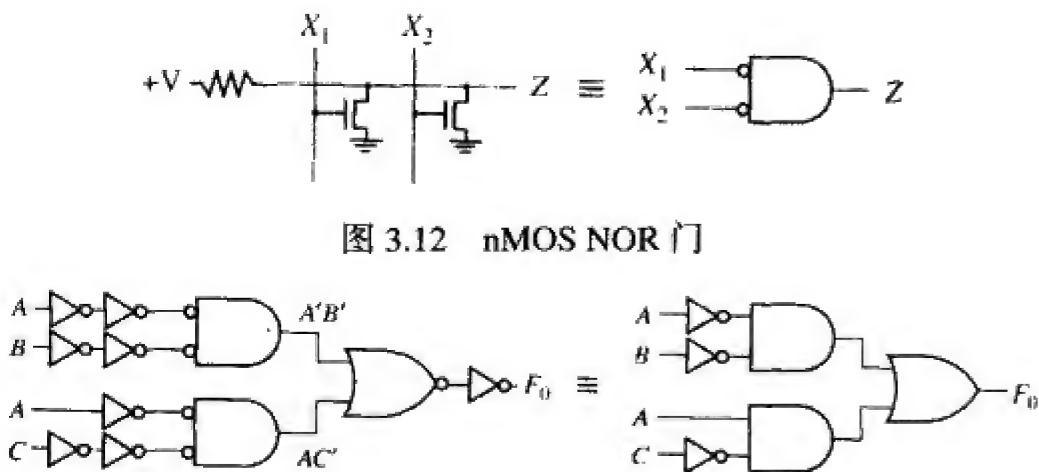 X₁ X₂
+V Z ≡ X₁ X₂ Z
图 3.12 nMOS NOR 门
A B A'B' F₀ ≡ A B F₀
A C AC' A C